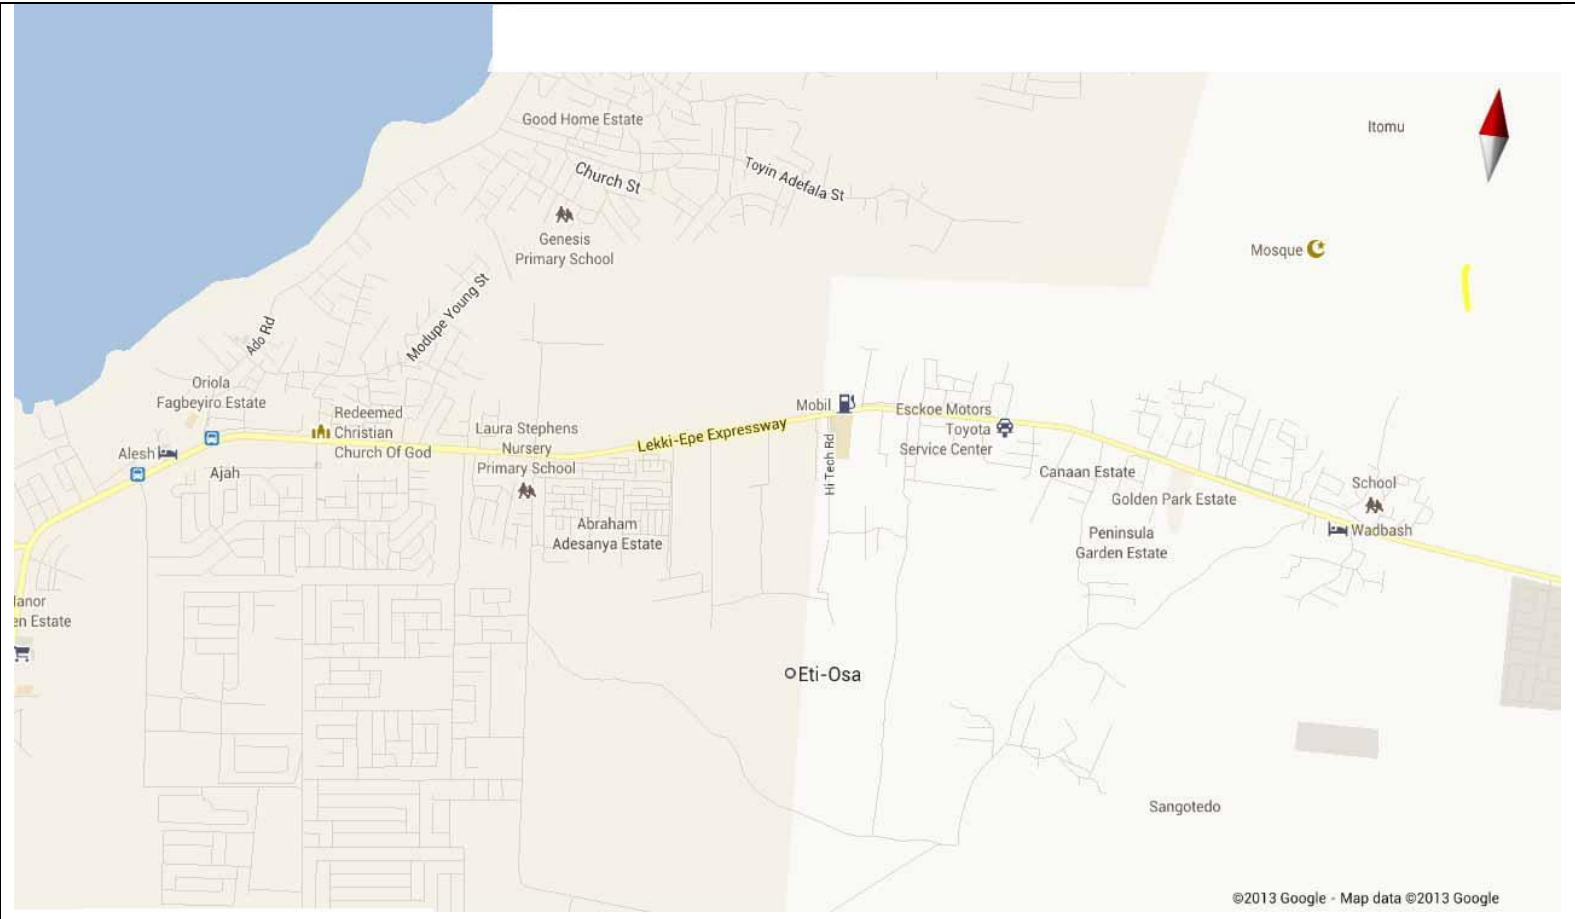 Good Home Estate
Itomu
Church St
Toyin Adefala St
Genesis
Primary School
Mosque
Modupe Young St
Ado Rd
Oriola
Fagbeyiro Estate
Redeemed
Christian
Church Of God
Alesh
Ajah
Laura Stephens
Nursery
Primary School
Lekki-Epe Expressway
Mobil
Hi Tech Rd
Esckoe Motors
Toyota
Service Center
Canaan Estate
Golden Park Estate
School
Wadbash
Peninsula
Garden Estate
Abraham
Adesanya Estate
lanor
en Estate
Eti-Osa
Sangotedo
©2013 Google - Map data ©2013 Google